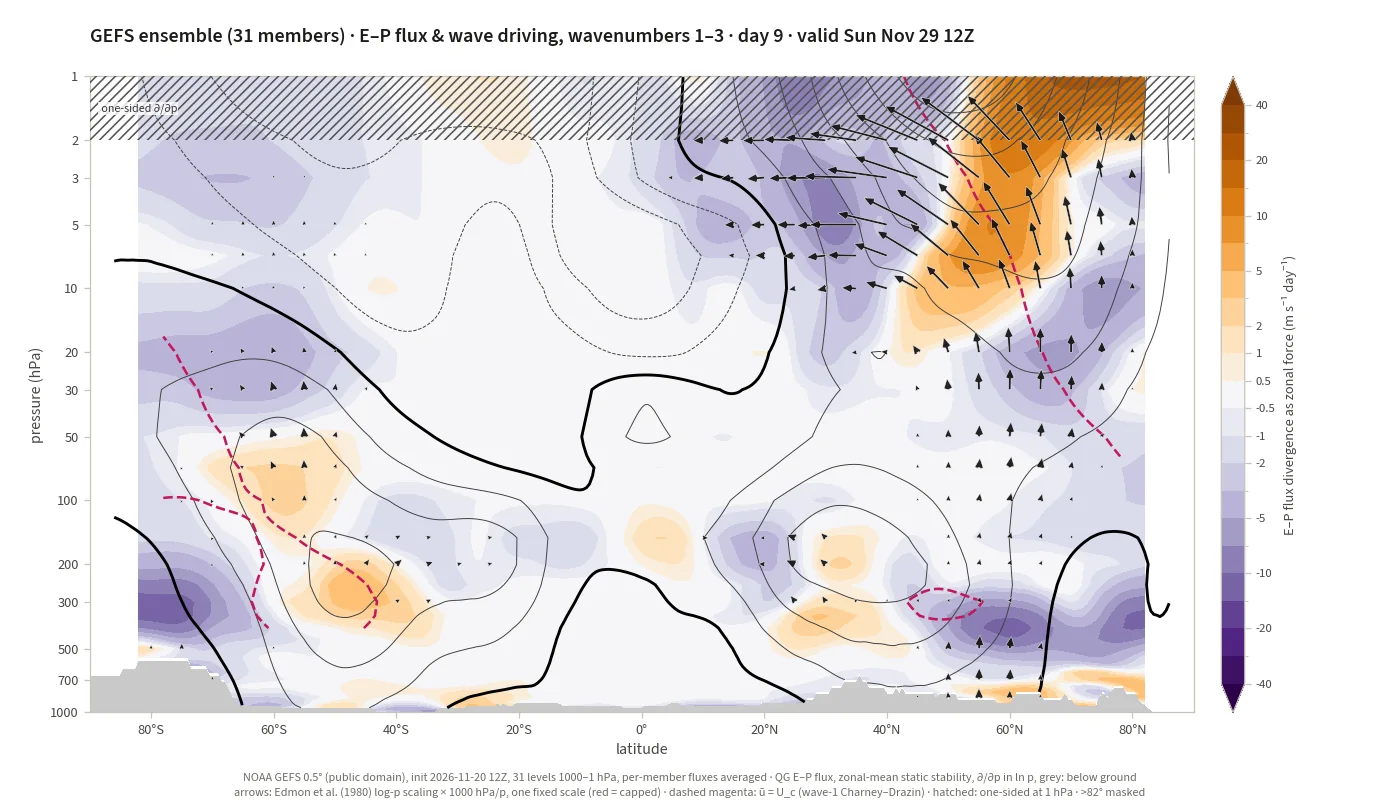 GEFS ensemble (31 members) · E–P flux & wave driving, wavenumbers 1–3 · day 9 · valid Sun Nov 29 12Z
one-sided ∂/∂p
pressure (hPa)
1
2
3
5
10
20
30
50
100
200
300
500
700
1000
80°S
60°S
40°S
20°S
0°
20°N
40°N
60°N
80°N
latitude
40
20
10
5
2
1
0.5
-0.5
-1
-2
-5
-10
-20
-40
E–P flux divergence as zonal force (m s⁻¹ day⁻¹)
NOAA GEFS 0.5° (public domain), init 2026-11-20 12Z, 31 levels 1000–1 hPa, per-member fluxes averaged · QG E–P flux, zonal-mean static stability, ∂/∂p in ln p, grey: below ground
arrows: Edmon et al. (1980) log-p scaling × 1000 hPa/p, one fixed scale (red = capped) · dashed magenta: ū = U_c (wave-1 Charney–Drazin) · hatched: one-sided at 1 hPa · >82° masked